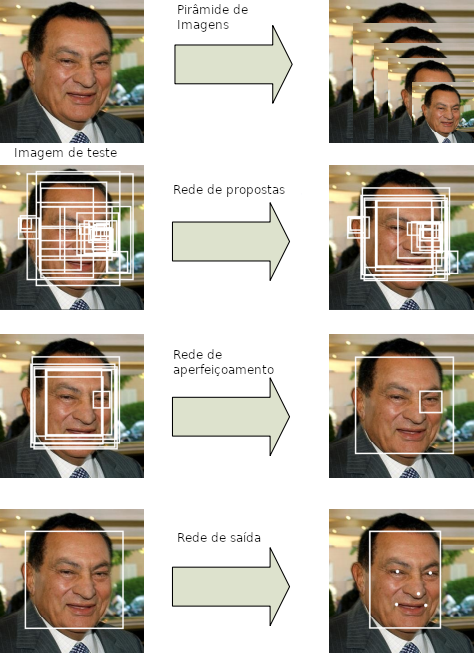 Pirâmide de
Imagens
Imagem de teste
Rede de propostas
Rede de
aperfeiçoamento
Rede de saída